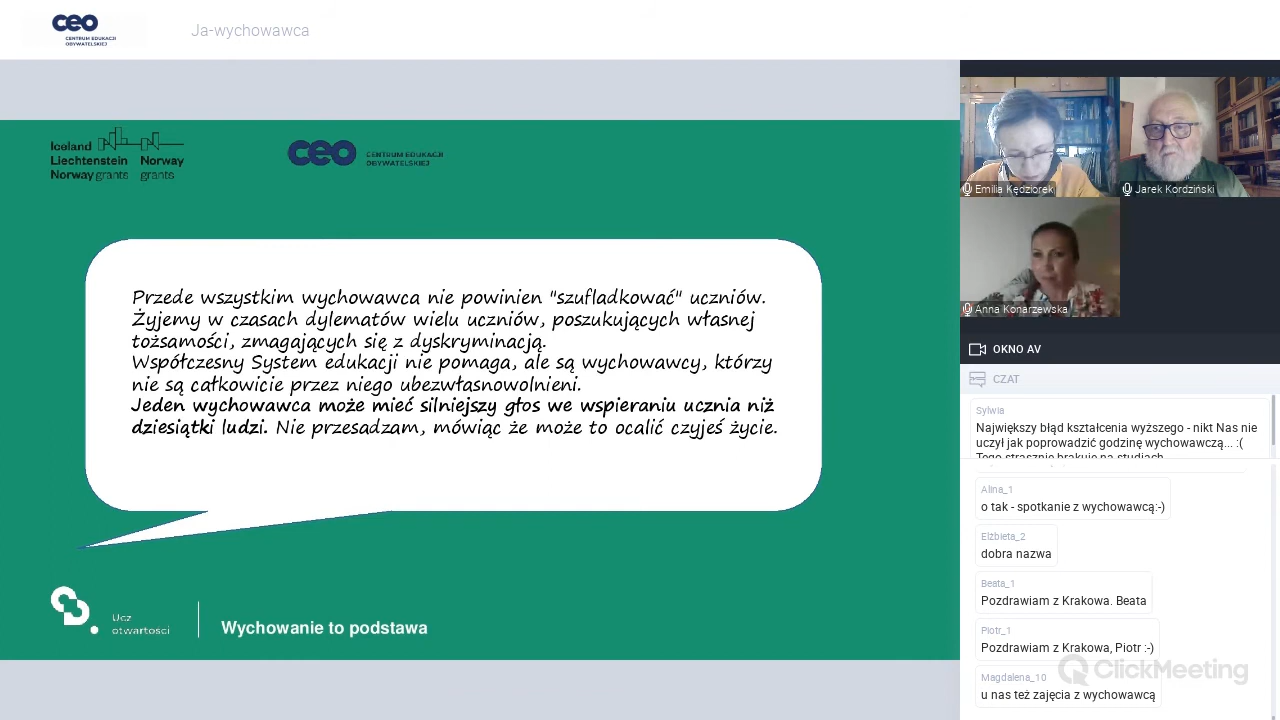 ceo
CENTRUM EDUKACJI
OBYWATELSKIEJ
Ja-wychowawca
Iceland
Liechtenstein
Norway grants
Norway
grants
ceo
CENTRUM EDUKACJI
OBYWATELSKIEJ
Przede wszystkim wychowawca nie powinien "szufladkować" uczniów.
Żyjemy w czasach dylematów wielu uczniów, poszukujących własnej
tożsamości, zmagających się z dyskryminacją.
Współczesny System edukacji nie pomaga, ale są wychowawcy, którzy
nie są całkowicie przez niego ubezwłasnowolnieni.
Jeden wychowawca może mieć silniejszy głos we wspieraniu ucznia niż
dziesiątki ludzi. Nie przesadzam, mówiąc że może to ocalić czyjeś życie.
Ucz
otwartości
Wychowanie to podstawa
Emilia Kędziorek
Jarek Kordziński
Anna Konarzewska
OKNO AV
CZAT
Sylwia
Największy błąd kształcenia wyższego - nikt Nas nie
uczył jak poprowadzić godzinę wychowawczą... :(
Tego strasznie brakuje na studiach
Alina_1
o tak - spotkanie z wychowawcą:-)
Elżbieta_2
dobra nazwa
Beata_1
Pozdrawiam z Krakowa. Beata
Piotr_1
Pozdrawiam z Krakowa, Piotr :-)
Magdalena_10
u nas też zajęcia z wychowawcą
ClickMeeting